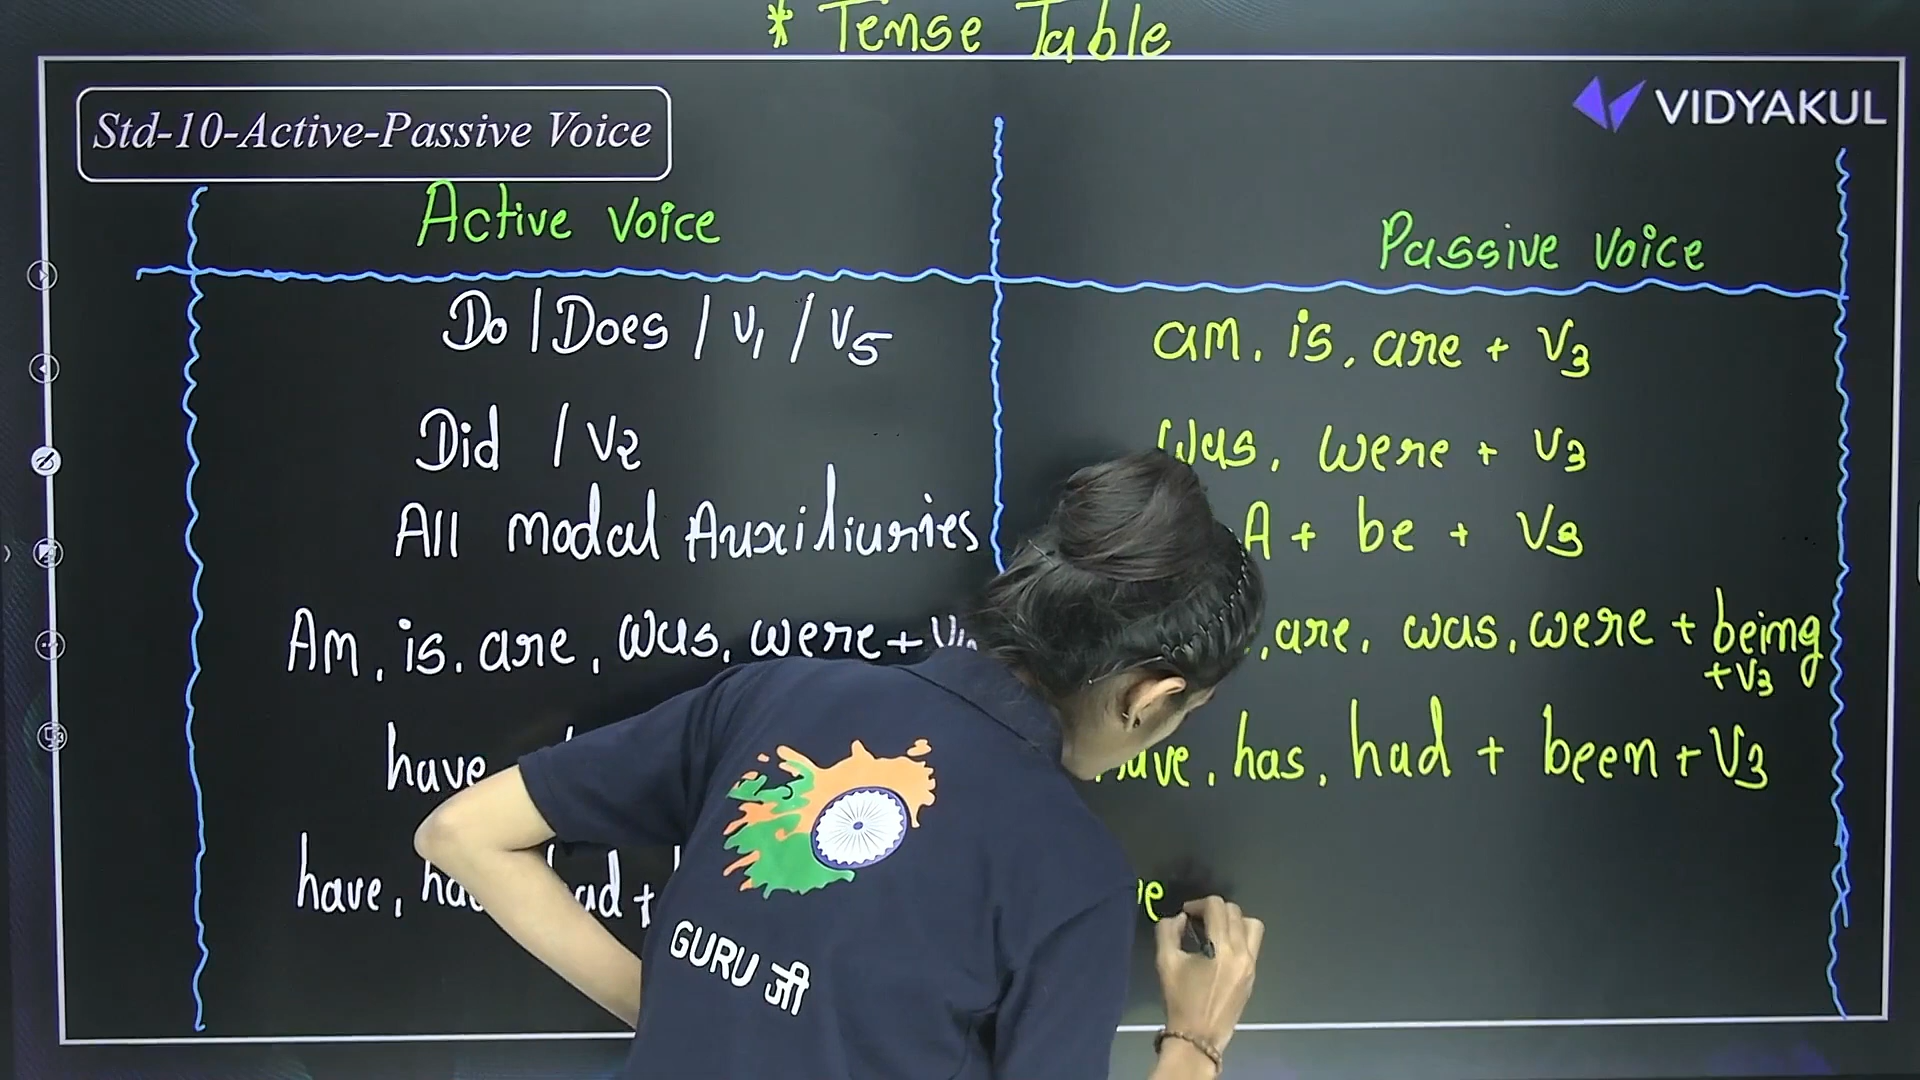 * Tense Table
Std-10-Active-Passive Voice
VIDYAKUL
Active Voice
Passive Voice
Do / Does / V1 / V5
am, is, are + V3
Did / V2
was, were + V3
All Modal Auxiliaries
A + be + V3
Am, is, are, was, were +
, are, was, were + being
+V3
have
have, has, had + been + V3
have, +
GURU जी